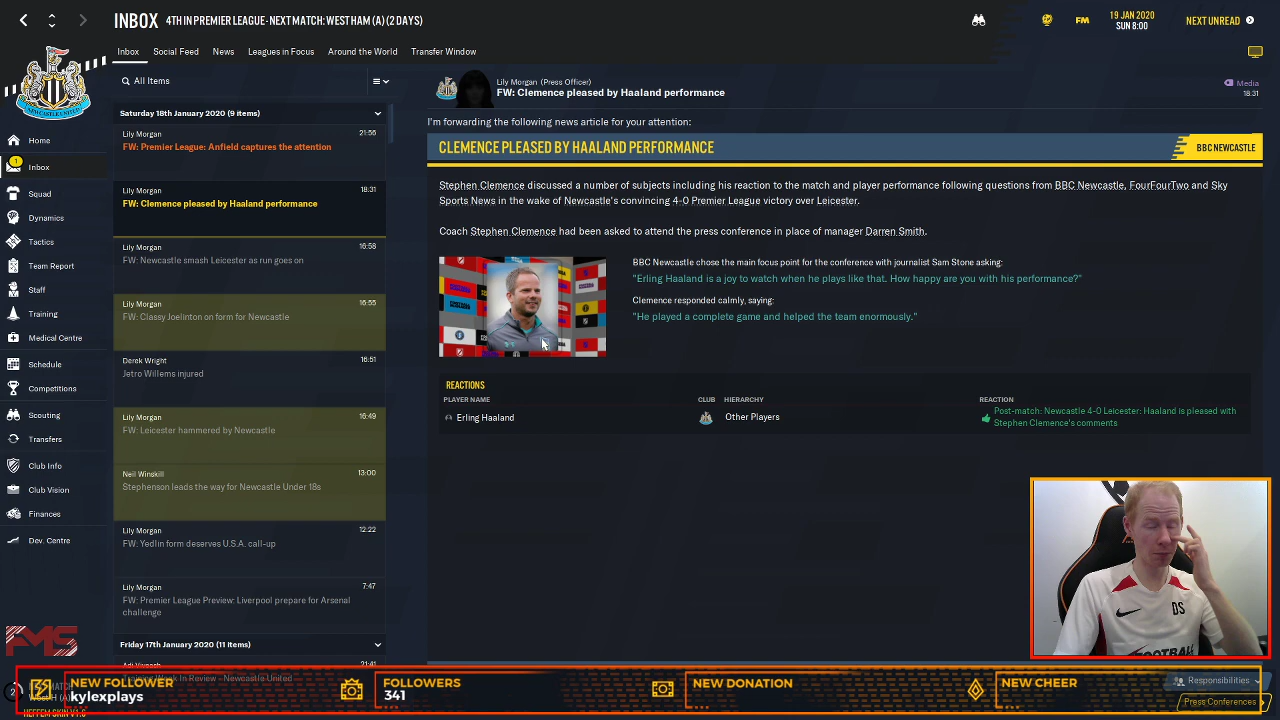 INBOX 4TH IN PREMIER LEAGUE - NEXT MATCH: WEST HAM (A) (2 DAYS)
FM
19 JAN 2020
SUN 8:00
NEXT UNREAD
Inbox Social Feed News Leagues in Focus Around the World Transfer Window
NEWCASTLE UNITED
Home
1
Inbox
Squad
Dynamics
Tactics
Team Report
Staff
Training
Medical Centre
Schedule
Competitions
Scouting
Transfers
Club Info
Club Vision
Finances
Dev. Centre
All Items
Saturday 18th January 2020 (9 items)
Lily Morgan 21:56
FW: Premier League: Anfield captures the attention
Lily Morgan 18:31
FW: Clemence pleased by Haaland performance
Lily Morgan 16:58
FW: Newcastle smash Leicester as run goes on
Lily Morgan 16:55
FW: Classy Joelinton on form for Newcastle
Derek Wright 16:51
Jetro Willems injured
Lily Morgan 16:49
FW: Leicester hammered by Newcastle
Neil Winskill 13:00
Stephenson leads the way for Newcastle Under 18s
Lily Morgan 12:22
FW: Yedlin form deserves U.S.A. call-up
Lily Morgan 7:47
FW: Premier League Preview: Liverpool prepare for Arsenal
challenge
Friday 17th January 2020 (11 items)
21:41
Training Week In Review - Newcastle United
Lily Morgan (Press Officer)
FW: Clemence pleased by Haaland performance
Media
18:31
I'm forwarding the following news article for your attention:
CLEMENCE PLEASED BY HAALAND PERFORMANCE
BBC NEWCASTLE
Stephen Clemence discussed a number of subjects including his reaction to the match and player performance following questions from BBC Newcastle, FourFourTwo and Sky
Sports News in the wake of Newcastle's convincing 4-0 Premier League victory over Leicester.
Coach Stephen Clemence had been asked to attend the press conference in place of manager Darren Smith.
BBC Newcastle chose the main focus point for the conference with journalist Sam Stone asking:
"Erling Haaland is a joy to watch when he plays like that. How happy are you with his performance?"
Clemence responded calmly, saying:
"He played a complete game and helped the team enormously."
REACTIONS
PLAYER NAME CLUB HIERARCHY REACTION
Erling Haaland Other Players Post-match: Newcastle 4-0 Leicester: Haaland is pleased with
Stephen Clemence's comments
DS
FOOTBALL
FMS
NEW FOLLOWER
kylexplays
FOLLOWERS
341
NEW DONATION
NEW CHEER
Responsibilities
Press Conferences